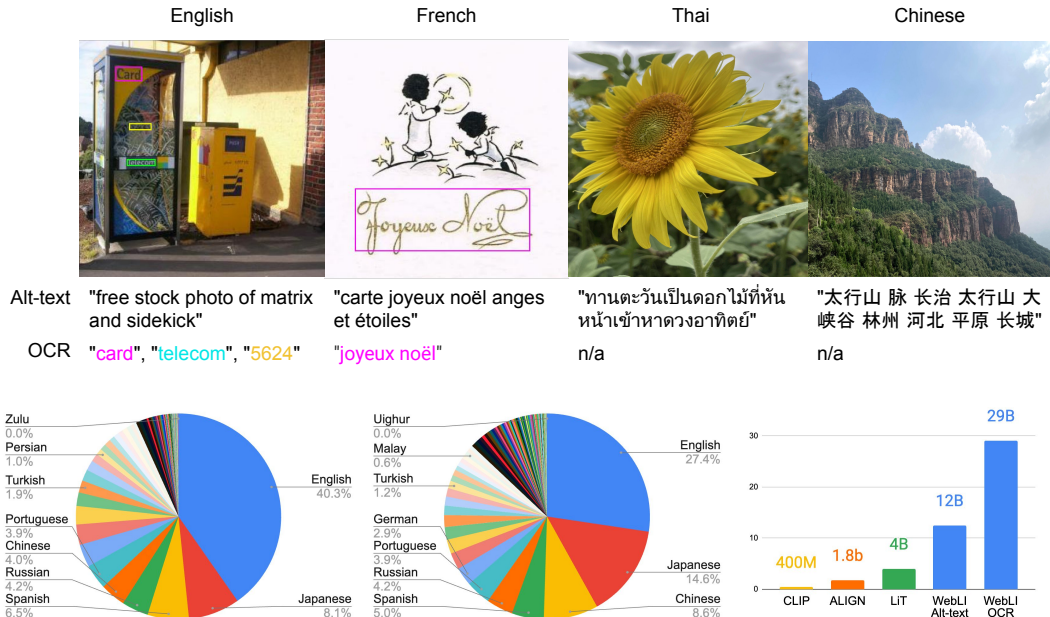 English
French
Thai
Chinese
Card
Telecom
Joyeux Noël
Alt-text
"free stock photo of matrix
and sidekick"
"carte joyeux noël anges
et étoiles"
"ทานตะวันเป็นดอกไม้ที่หัน
หน้าเข้าหาดวงอาทิตย์"
"太行山 脉 长治 太行山 大
峡谷 林州 河北 平原 长城"
OCR
"card", "telecom", "5624"
"joyeux noël"
n/a
n/a
Zulu
0.0%
Persian
1.0%
Turkish
1.9%
Portuguese
3.9%
Chinese
4.0%
Russian
4.2%
Spanish
6.5%
English
40.3%
Japanese
8.1%
Uighur
0.0%
Malay
0.6%
Turkish
1.2%
German
2.9%
Portuguese
3.9%
Russian
4.2%
Spanish
5.0%
English
27.4%
Japanese
14.6%
Chinese
8.6%
30
20
10
0
400M
1.8b
4B
12B
29B
CLIP
ALIGN
LiT
WebLI
Alt-text
WebLI
OCR